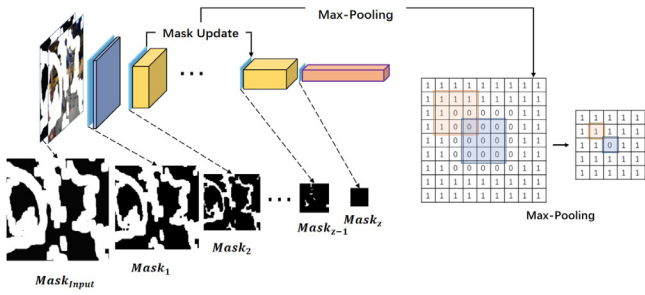 Max-Pooling
Mask Update
...
1 1 1 1 1 1 1 1 1
1 1 1 1 1 1 1 1 1
1 1 0 0 0 0 0 1 1
1 1 0 0 0 0 0 1 1
1 1 0 0 0 0 0 1 1
1 1 0 0 0 0 0 1 1
1 1 1 1 1 1 1 1 1
1 1 1 1 1 1 1 1 1
1 1 1 1 1 1 1 1 1
1 1 1 1 1
1 1 1 1 1
1 1 0 1 1
1 1 1 1 1
1 1 1 1 1
Max-Pooling
...
Mask_Input
Mask_1
Mask_2
Mask_z-1
Mask_z